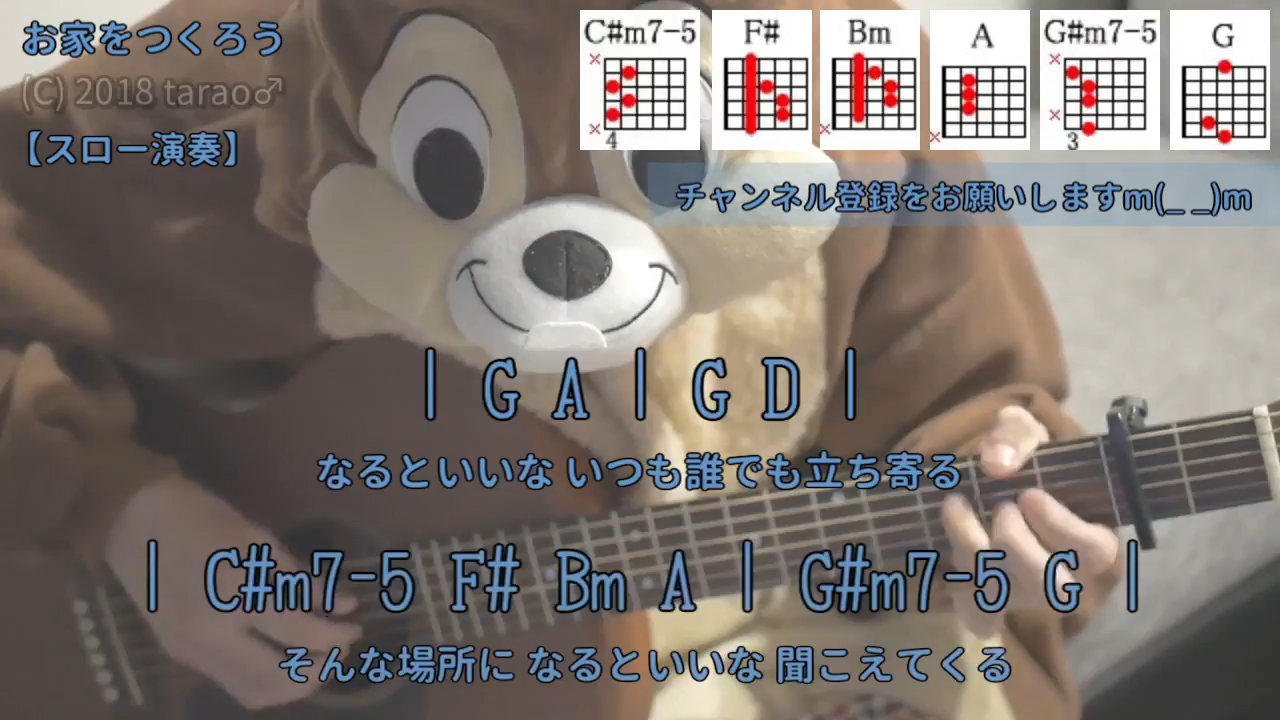 お家をつくろう
(C) 2018 tarao♂
【スロー演奏】
C#m7-5 F# Bm A G#m7-5 G
4 3
チャンネル登録をお願いしますm(_ _)m
| G A | G D |
なるといいな いつも誰でも立ち寄る
| C#m7-5 F# Bm A | G#m7-5 G |
そんな場所に なるといいな 聞こえてくる